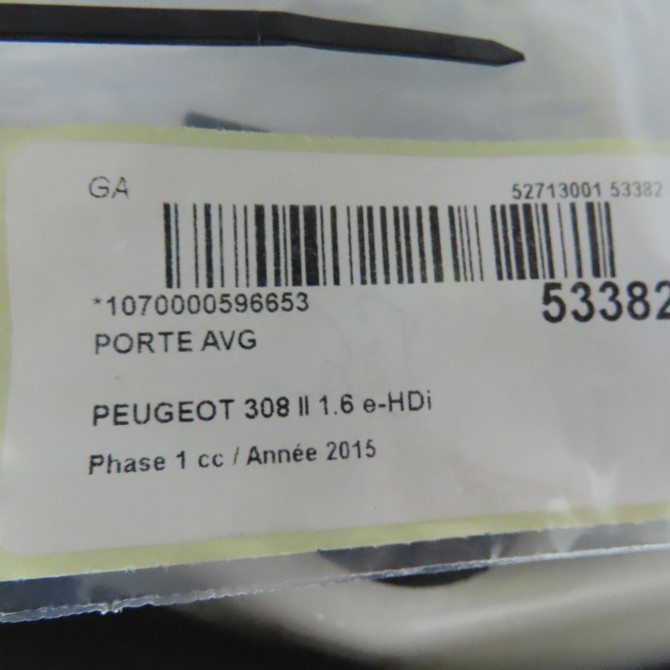 GA
52713001 53382
*1070000596653
53382
PORTE AVG
PEUGEOT 308 II 1.6 e-HDi
Phase 1 cc / Année 2015